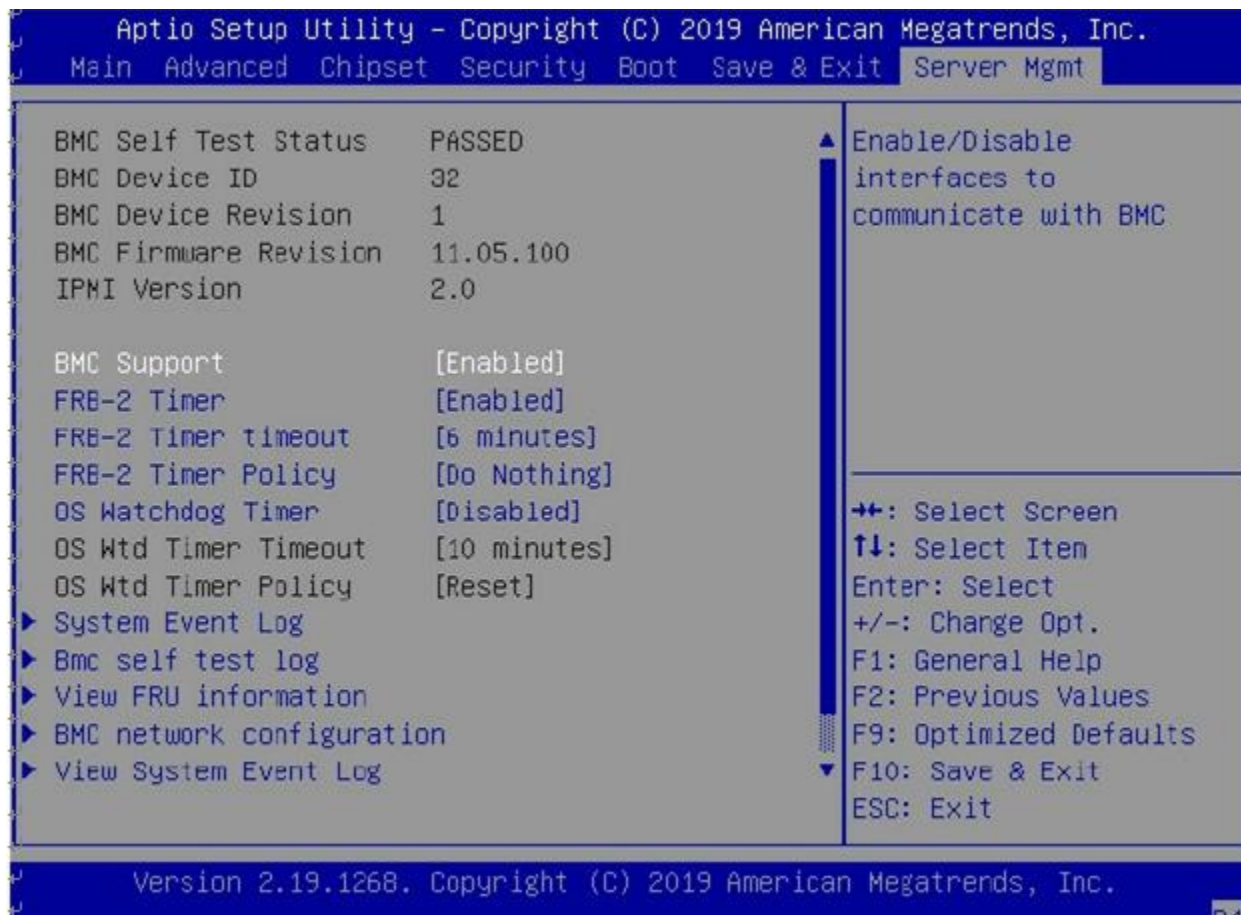 Aptio Setup Utility – Copyright (C) 2019 American Megatrends, Inc.
Main Advanced Chipset Security Boot Save & Exit Server Mgmt
BMC Self Test Status PASSED
BMC Device ID 32
BMC Device Revision 1
BMC Firmware Revision 11.05.100
IPMI Version 2.0
BMC Support [Enabled]
FRB-2 Timer [Enabled]
FRB-2 Timer timeout [6 minutes]
FRB-2 Timer Policy [Do Nothing]
OS Watchdog Timer [Disabled]
OS Wtd Timer Timeout [10 minutes]
OS Wtd Timer Policy [Reset]
System Event Log
Bmc self test log
View FRU information
BMC network configuration
View System Event Log
Enable/Disable
interfaces to
communicate with BMC
→←: Select Screen
↑↓: Select Item
Enter: Select
+/-: Change Opt.
F1: General Help
F2: Previous Values
F9: Optimized Defaults
F10: Save & Exit
ESC: Exit
Version 2.19.1268. Copyright (C) 2019 American Megatrends, Inc.